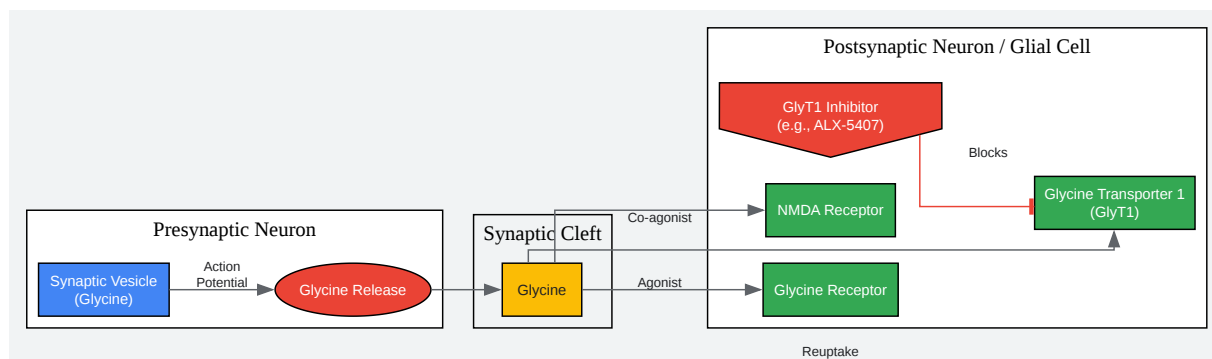 Postsynaptic Neuron / Glial Cell
GlyT1 Inhibitor
(e.g., ALX-5407)
Blocks
Glycine Transporter 1
(GlyT1)
Co-agonist
NMDA Receptor
Presynaptic Neuron
Synaptic Cleft
Synaptic Vesicle
(Glycine)
Action
Potential
Glycine Release
Glycine
Agonist
Glycine Receptor
Reuptake